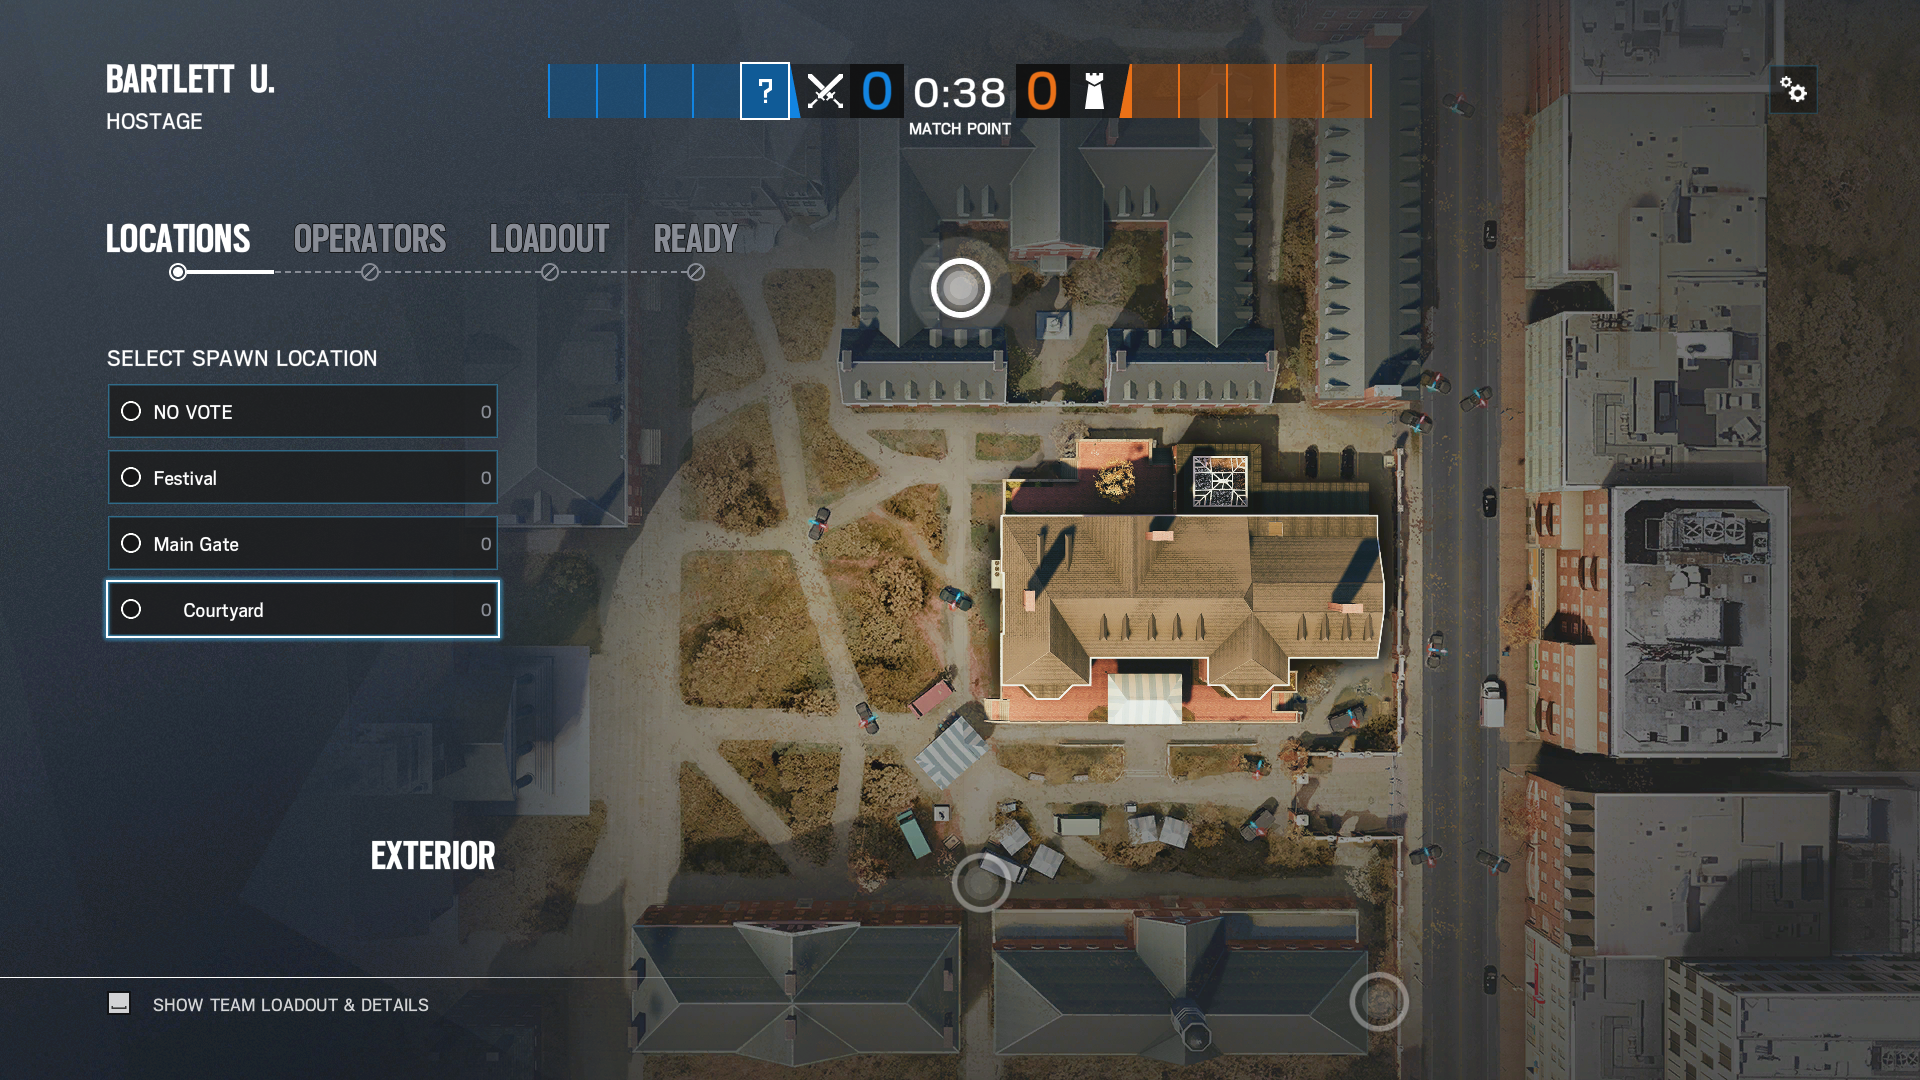 BARTLETT U.
HOSTAGE
?
0
0:38
0
MATCH POINT
LOCATIONS
OPERATORS
LOADOUT
READY
SELECT SPAWN LOCATION
NO VOTE 0
Festival 0
Main Gate 0
Courtyard 0
EXTERIOR
SHOW TEAM LOADOUT & DETAILS